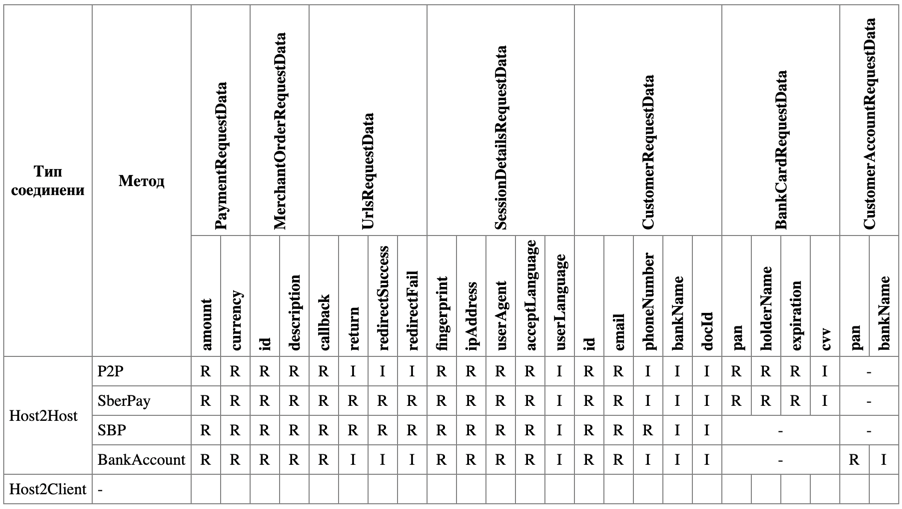 Тип соединени Метод PaymentRequestData MerchantOrderRequestData UrlsRequestData SessionDetailsRequestData CustomerRequestData BankCardRequestData CustomerAccountRequestData
amount currency id description callback return redirectSuccess redirectFail fingerprint ipAddress userAgent acceptLanguage userLanguage id email phoneNumber bankName docId pan holderName expiration cvv pan bankName
Host2Host P2P R R R R R I I I R R R R I R R I I I R R R I -
SberPay R R R R R R R R R R R R I R R I I I R R R I -
SBP R R R R R R R R R R R R I R R R I I - -
BankAccount R R R R R I I I R R R R I R R I I I - R I
Host2Client -